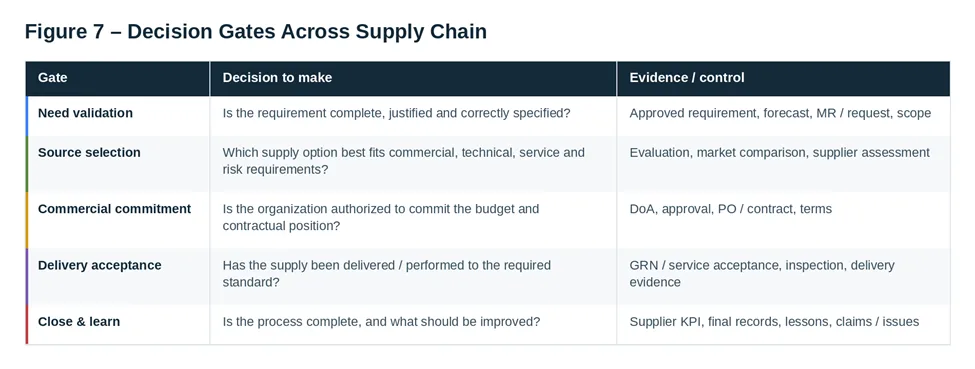 Figure 7 – Decision Gates Across Supply Chain
Gate
Decision to make
Evidence / control
Need validation
Is the requirement complete, justified and correctly specified?
Approved requirement, forecast, MR / request, scope
Source selection
Which supply option best fits commercial, technical, service and
risk requirements?
Evaluation, market comparison, supplier assessment
Commercial commitment
Is the organization authorized to commit the budget and
contractual position?
DoA, approval, PO / contract, terms
Delivery acceptance
Has the supply been delivered / performed to the required
standard?
GRN / service acceptance, inspection, delivery
evidence
Close & learn
Is the process complete, and what should be improved?
Supplier KPI, final records, lessons, claims / issues